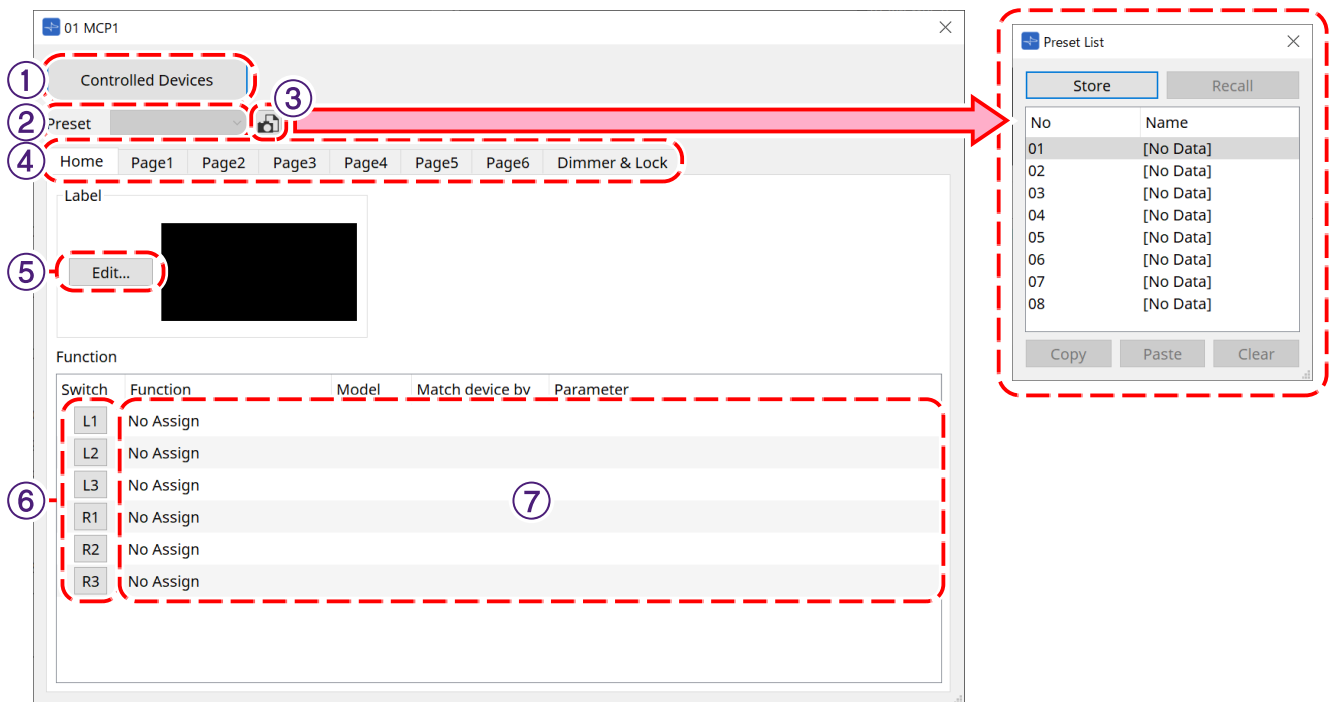 01 MCP1
① Controlled Devices
② Preset ③
④ Home Page1 Page2 Page3 Page4 Page5 Page6 Dimmer & Lock
Label
⑤ Edit...
Function
Switch Function Model Match device by Parameter
L1 No Assign
L2 No Assign
L3 No Assign
⑥ ⑦
R1 No Assign
R2 No Assign
R3 No Assign
Preset List
Store Recall
No Name
01 [No Data]
02 [No Data]
03 [No Data]
04 [No Data]
05 [No Data]
06 [No Data]
07 [No Data]
08 [No Data]
Copy Paste Clear